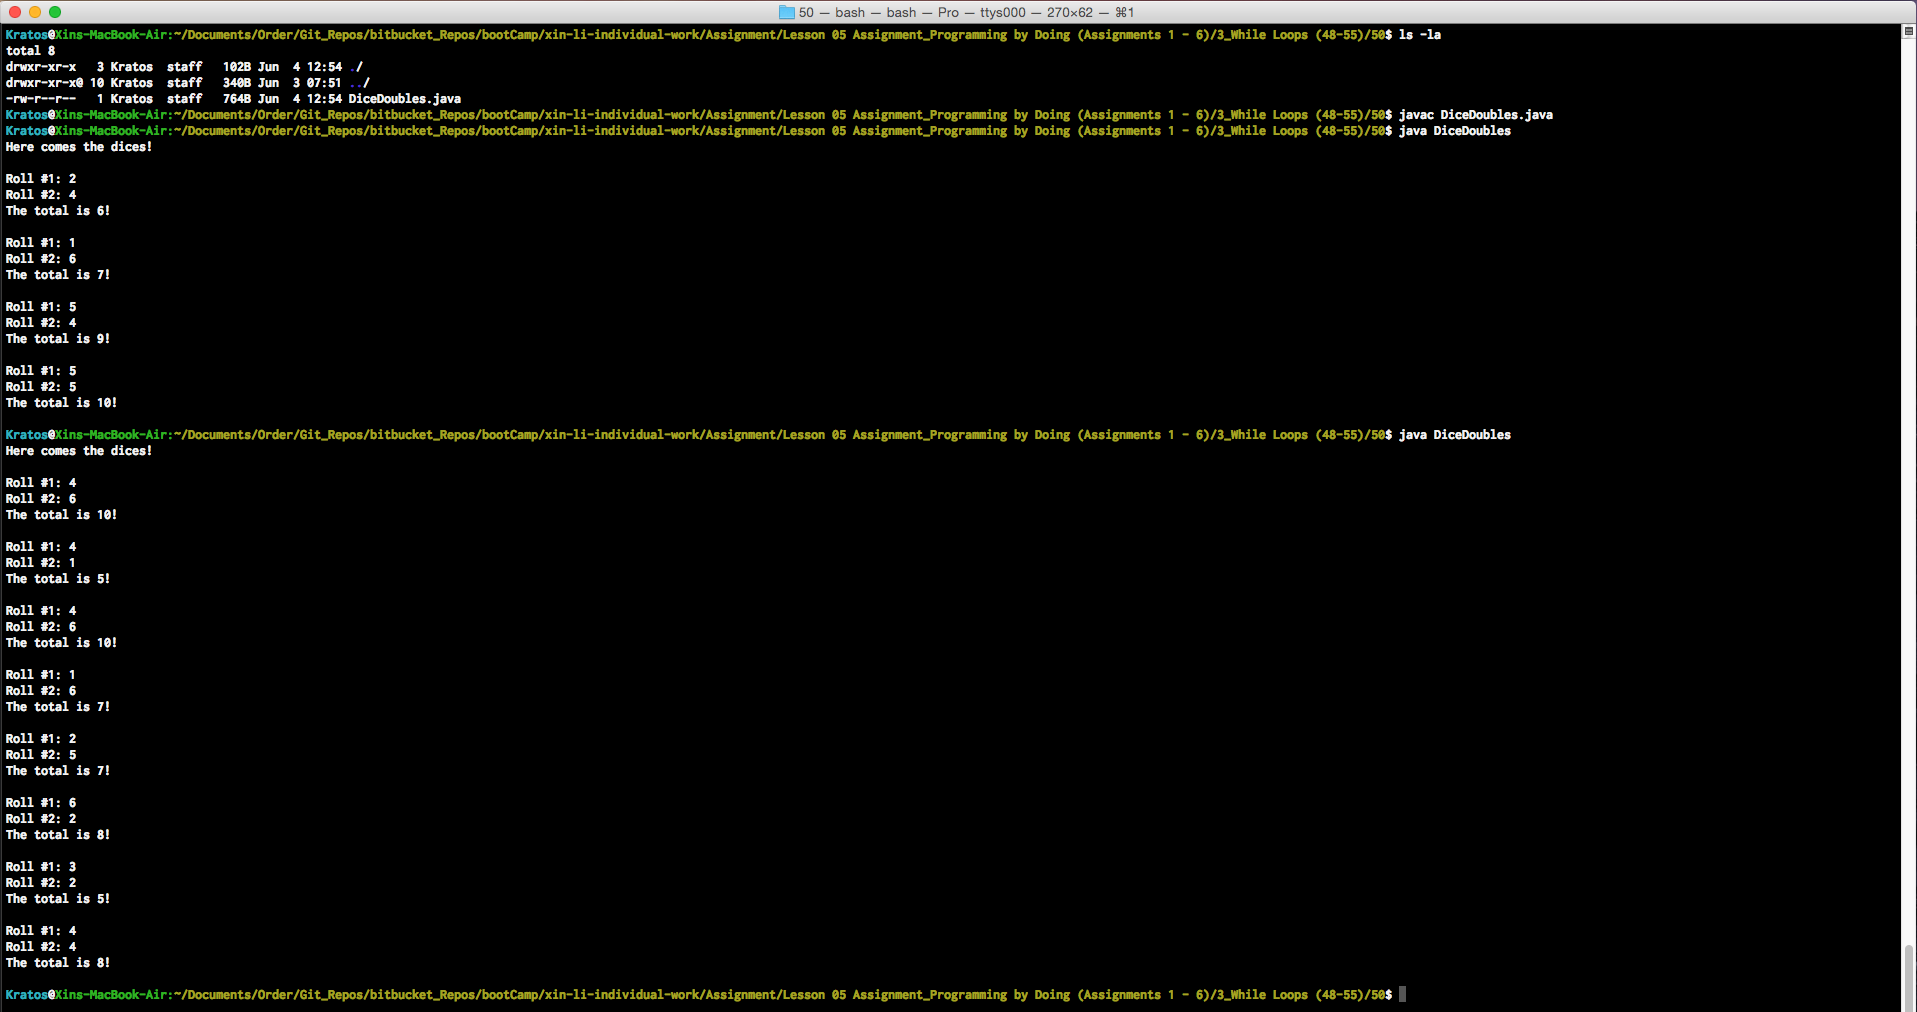 50 — bash — bash — Pro — ttys000 — 270×62 — ⌘1
Kratos@Xins-MacBook-Air:~/Documents/Order/Git_Repos/bitbucket_Repos/bootCamp/xin-li-individual-work/Assignment/Lesson 05 Assignment_Programming by Doing (Assignments 1 - 6)/3_While Loops (48-55)/50$ ls -la
total 8
drwxr-xr-x   3 Kratos  staff   102B Jun  4 12:54 ./
drwxr-xr-x@ 10 Kratos  staff   340B Jun  3 07:51 ../
-rw-r--r--   1 Kratos  staff   764B Jun  4 12:54 DiceDoubles.java
Kratos@Xins-MacBook-Air:~/Documents/Order/Git_Repos/bitbucket_Repos/bootCamp/xin-li-individual-work/Assignment/Lesson 05 Assignment_Programming by Doing (Assignments 1 - 6)/3_While Loops (48-55)/50$ javac DiceDoubles.java
Kratos@Xins-MacBook-Air:~/Documents/Order/Git_Repos/bitbucket_Repos/bootCamp/xin-li-individual-work/Assignment/Lesson 05 Assignment_Programming by Doing (Assignments 1 - 6)/3_While Loops (48-55)/50$ java DiceDoubles
Here comes the dices!
Roll #1: 2
Roll #2: 4
The total is 6!
Roll #1: 1
Roll #2: 6
The total is 7!
Roll #1: 5
Roll #2: 4
The total is 9!
Roll #1: 5
Roll #2: 5
The total is 10!
Kratos@Xins-MacBook-Air:~/Documents/Order/Git_Repos/bitbucket_Repos/bootCamp/xin-li-individual-work/Assignment/Lesson 05 Assignment_Programming by Doing (Assignments 1 - 6)/3_While Loops (48-55)/50$ java DiceDoubles
Here comes the dices!
Roll #1: 4
Roll #2: 6
The total is 10!
Roll #1: 4
Roll #2: 1
The total is 5!
Roll #1: 4
Roll #2: 6
The total is 10!
Roll #1: 1
Roll #2: 6
The total is 7!
Roll #1: 2
Roll #2: 5
The total is 7!
Roll #1: 6
Roll #2: 2
The total is 8!
Roll #1: 3
Roll #2: 2
The total is 5!
Roll #1: 4
Roll #2: 4
The total is 8!
Kratos@Xins-MacBook-Air:~/Documents/Order/Git_Repos/bitbucket_Repos/bootCamp/xin-li-individual-work/Assignment/Lesson 05 Assignment_Programming by Doing (Assignments 1 - 6)/3_While Loops (48-55)/50$